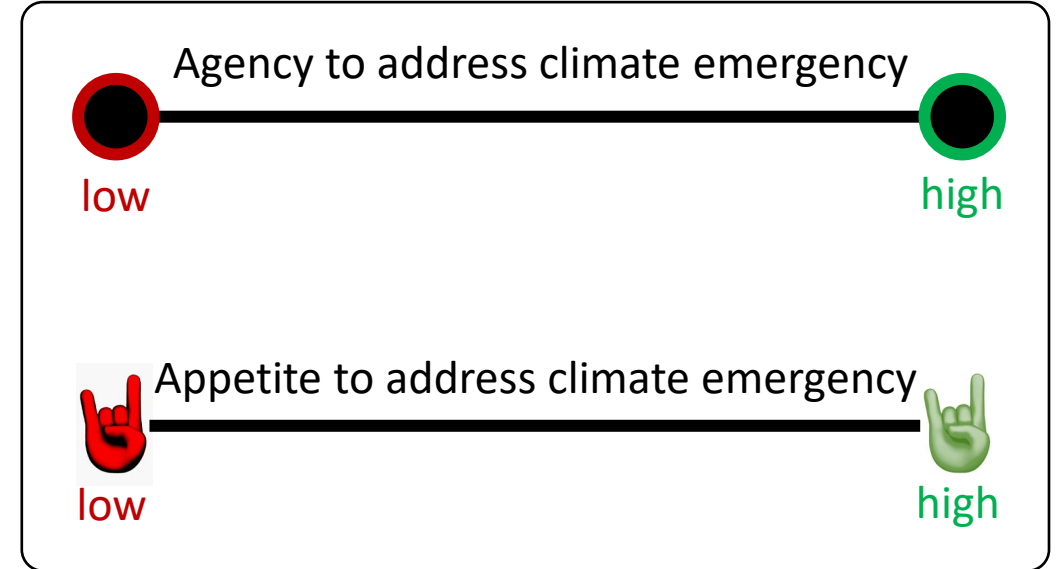 Agency to address climate emergency
low
high
Appetite to address climate emergency
low
high